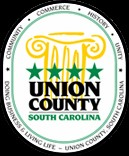 COMMUNITY • COMMERCE • HISTORY • UNITY
UNION
COUNTY
SOUTH CAROLINA
DOING BUSINESS & LIVING LIFE ~ UNION COUNTY, SOUTH CAROLINA